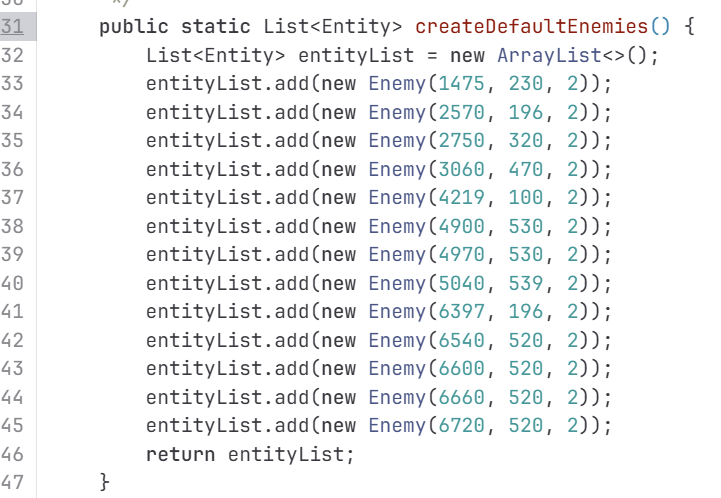 */
31 public static List<Entity> createDefaultEnemies() {
32 List<Entity> entityList = new ArrayList<>();
33 entityList.add(new Enemy(1475, 230, 2));
34 entityList.add(new Enemy(2570, 196, 2));
35 entityList.add(new Enemy(2750, 320, 2));
36 entityList.add(new Enemy(3060, 470, 2));
37 entityList.add(new Enemy(4219, 100, 2));
38 entityList.add(new Enemy(4900, 530, 2));
39 entityList.add(new Enemy(4970, 530, 2));
40 entityList.add(new Enemy(5040, 539, 2));
41 entityList.add(new Enemy(6397, 196, 2));
42 entityList.add(new Enemy(6540, 520, 2));
43 entityList.add(new Enemy(6600, 520, 2));
44 entityList.add(new Enemy(6660, 520, 2));
45 entityList.add(new Enemy(6720, 520, 2));
46 return entityList;
47 }